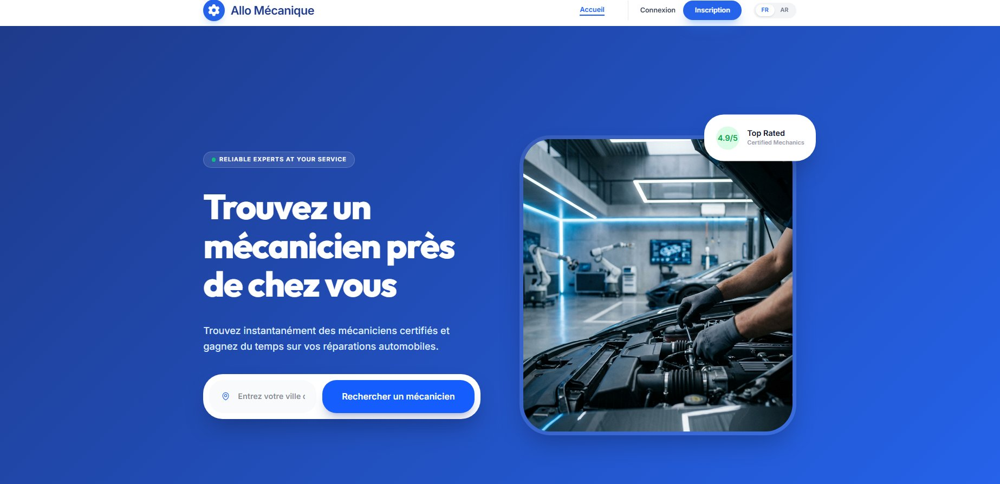 Allo Mécanique
Accueil
Connexion
Inscription
FR
AR
4.9/5
Top Rated
Certified Mechanics
RELIABLE EXPERTS AT YOUR SERVICE
Trouvez un
mécanicien près
de chez vous
Trouvez instantanément des mécaniciens certifiés et
gagnez du temps sur vos réparations automobiles.
Entrez votre ville
Rechercher un mécanicien